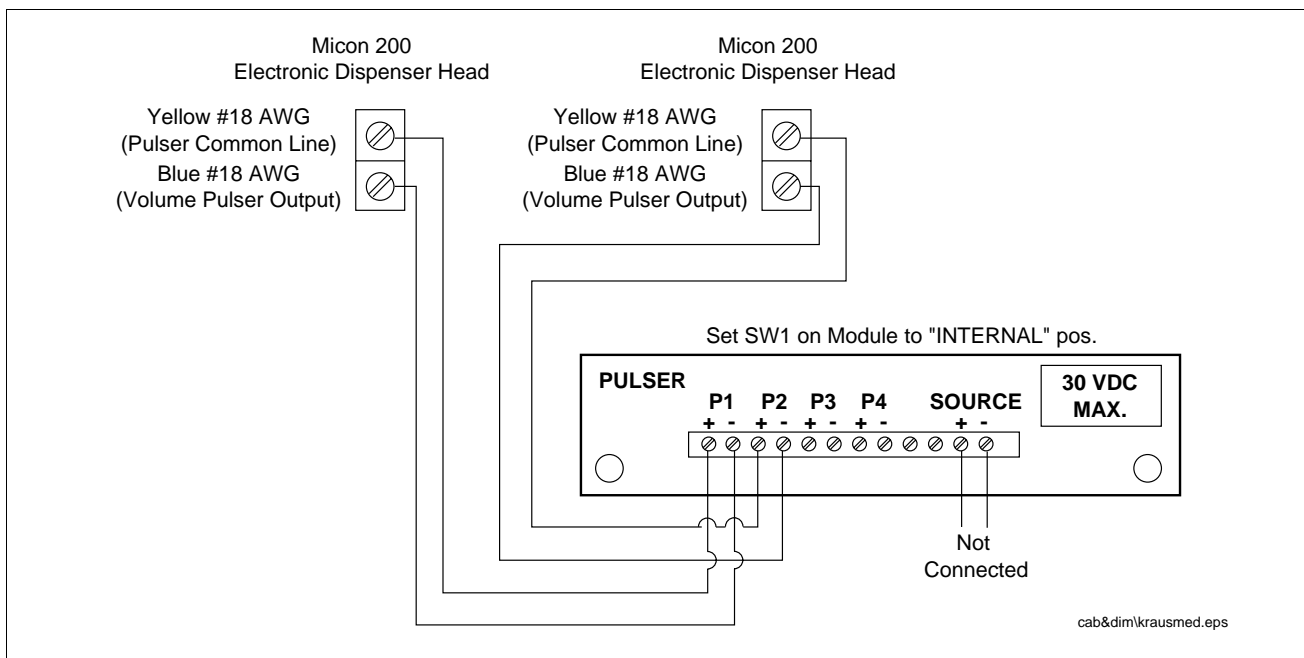 Micon 200
Electronic Dispenser Head
Yellow #18 AWG
(Pulser Common Line)
Blue #18 AWG
(Volume Pulser Output)
Micon 200
Electronic Dispenser Head
Yellow #18 AWG
(Pulser Common Line)
Blue #18 AWG
(Volume Pulser Output)
Set SW1 on Module to "INTERNAL" pos.
PULSER
P1 P2 P3 P4 SOURCE
+ - + - + - + - + -
30 VDC
MAX.
Not
Connected
cab&dim\krausmed.eps